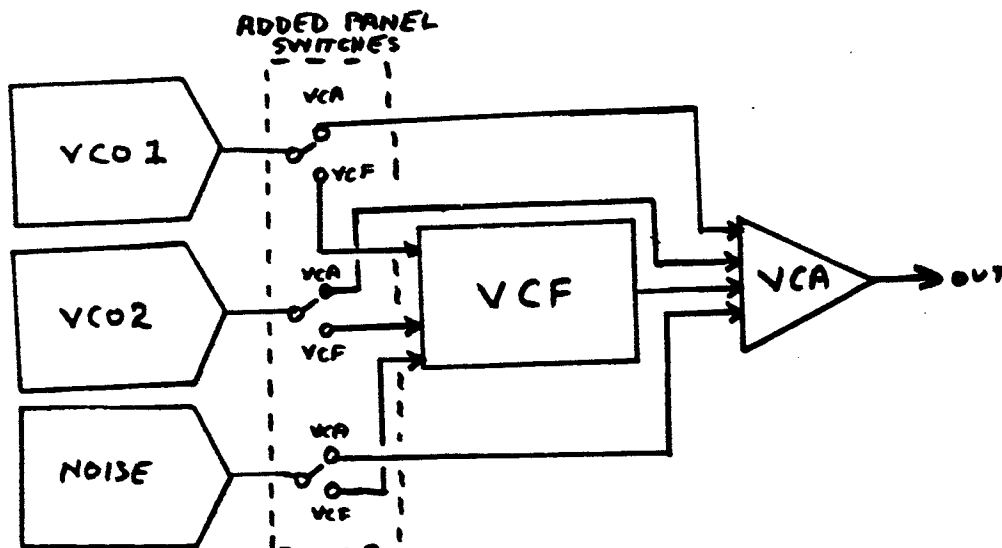 ADDED PANEL
SWITCHES
VCA
VCO 1
VCF
VCA
VCO2
VCF
VCF
VCA
OUT
VCA
NOISE
VCF